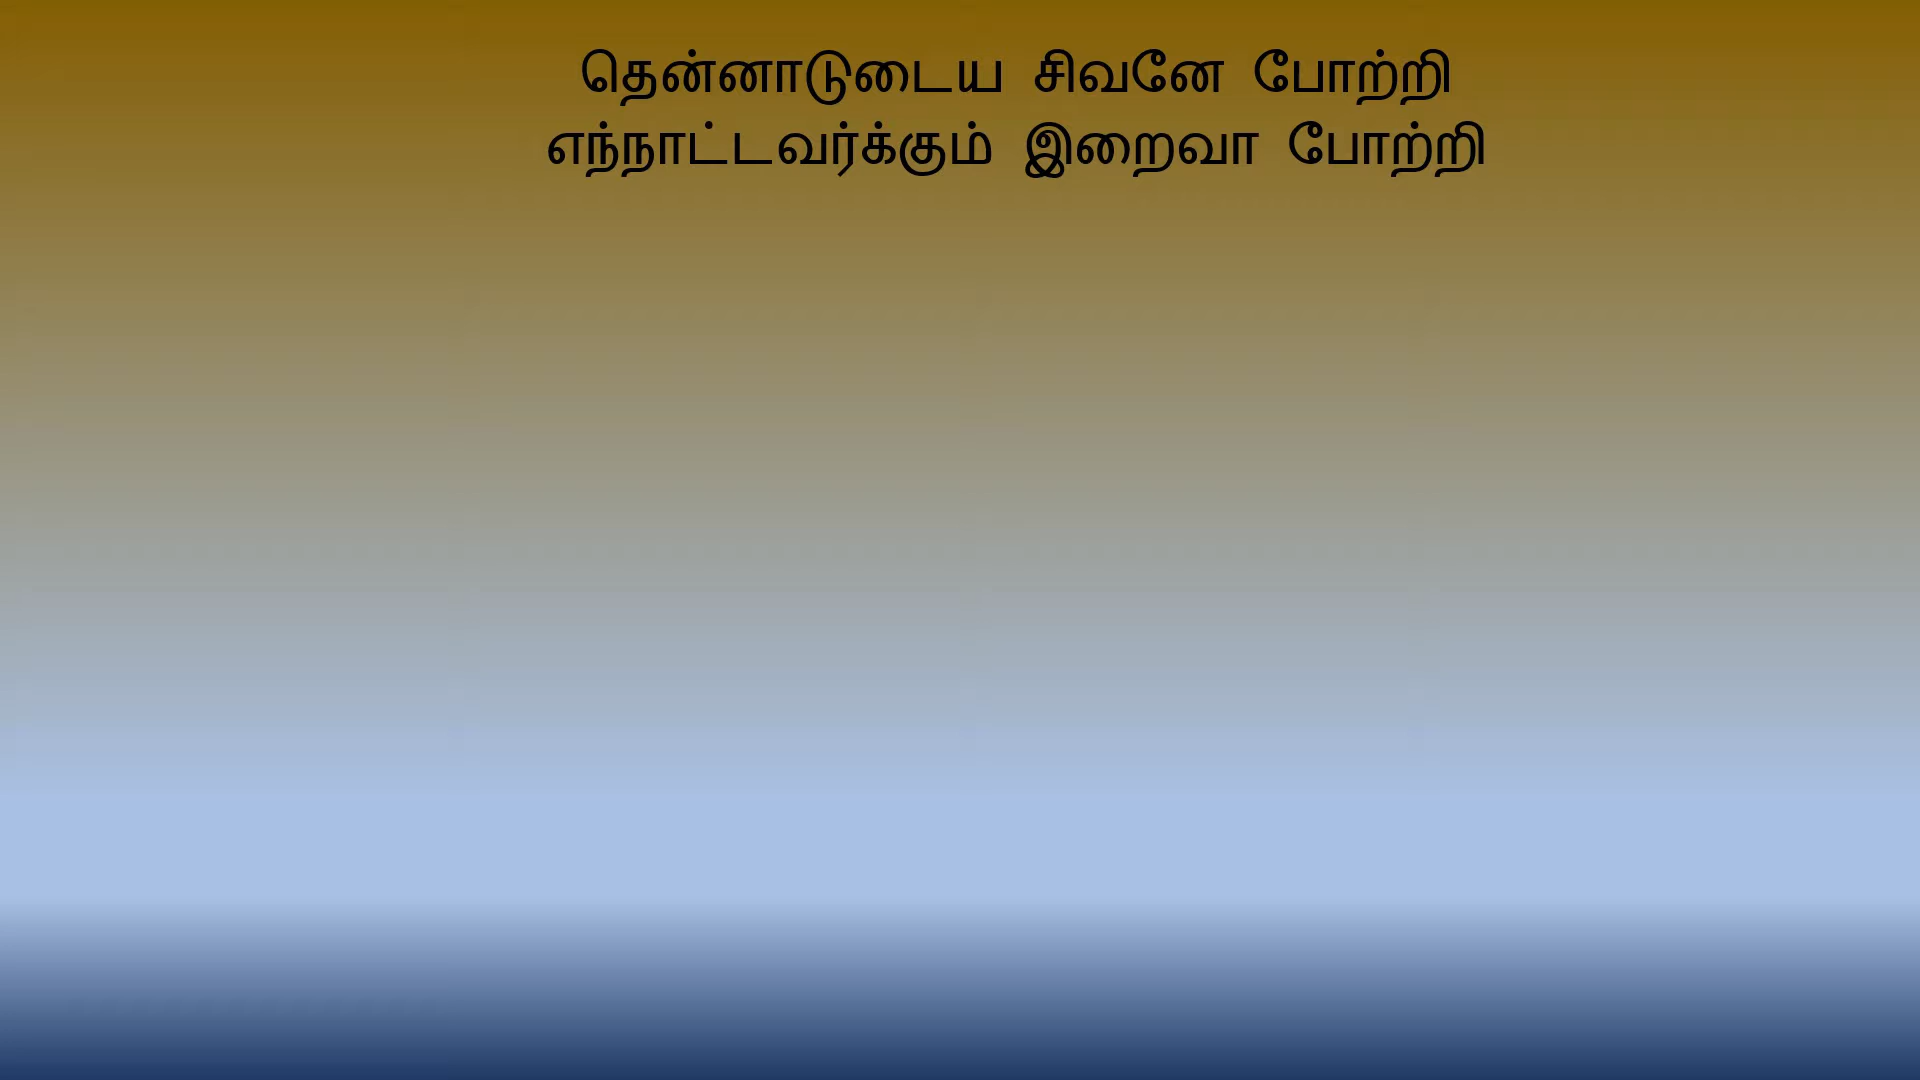 தென்னாடுடைய சிவனே போற்றி
எந்நாட்டவர்க்கும் இறைவா போற்றி